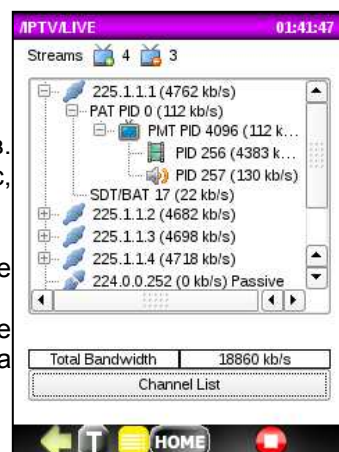 /IPTV/LIVE 01:41:47
Streams 4 3
225.1.1.1 (4762 kb/s)
PAT PID 0 (112 kb/s)
PMT PID 4096 (112 k...
PID 256 (4383 k...
PID 257 (130 kb/s)
SDT/BAT 17 (22 kb/s)
225.1.1.2 (4682 kb/s)
225.1.1.3 (4698 kb/s)
225.1.1.4 (4718 kb/s)
224.0.0.252 (0 kb/s) Passive
Total Bandwidth 18860 kb/s
Channel List
T HOME